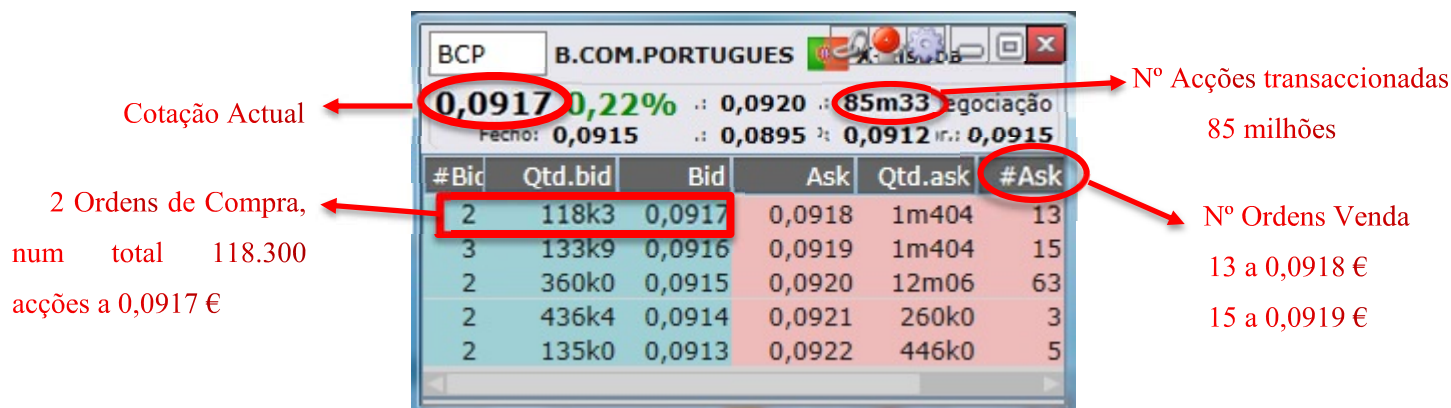 BCP B.COM.PORTUGUES
0,0917 0,22% .: 0,0920 .: 85m33 egociação
Fecho: 0,0915 .: 0,0895 0,0912 0,0915
#Bid Qtd.bid Bid Ask Qtd.ask #Ask
2 118k3 0,0917 0,0918 1m404 13
3 133k9 0,0916 0,0919 1m404 15
2 360k0 0,0915 0,0920 12m06 63
2 436k4 0,0914 0,0921 260k0 3
2 135k0 0,0913 0,0922 446k0 5
Cotação Actual
2 Ordens de Compra,
num total 118.300
acções a 0,0917 €
Nº Acções transaccionadas
85 milhões
Nº Ordens Venda
13 a 0,0918 €
15 a 0,0919 €